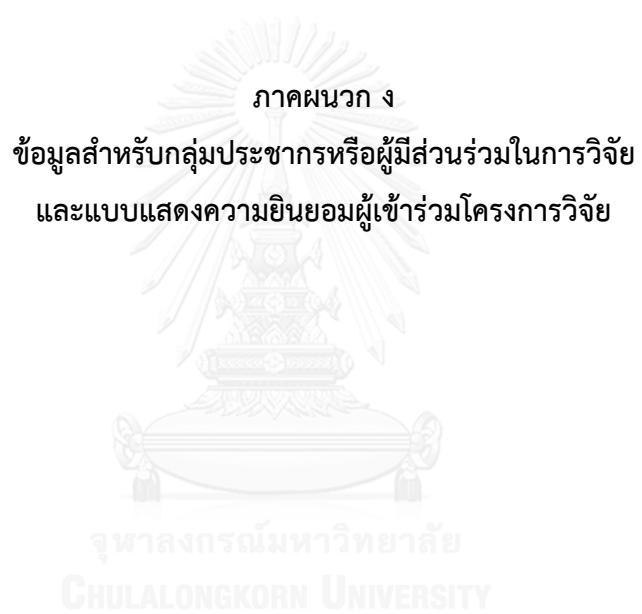 ภาคผนวก ง
ข้อมูลสำหรับกลุ่มประชากรหรือผู้มีส่วนร่วมในการวิจัย
และแบบแสดงความยินยอมผู้เข้าร่วมโครงการวิจัย
จุฬาลงกรณ์มหาวิทยาลัย
CHULALONGKORN UNIVERSITY